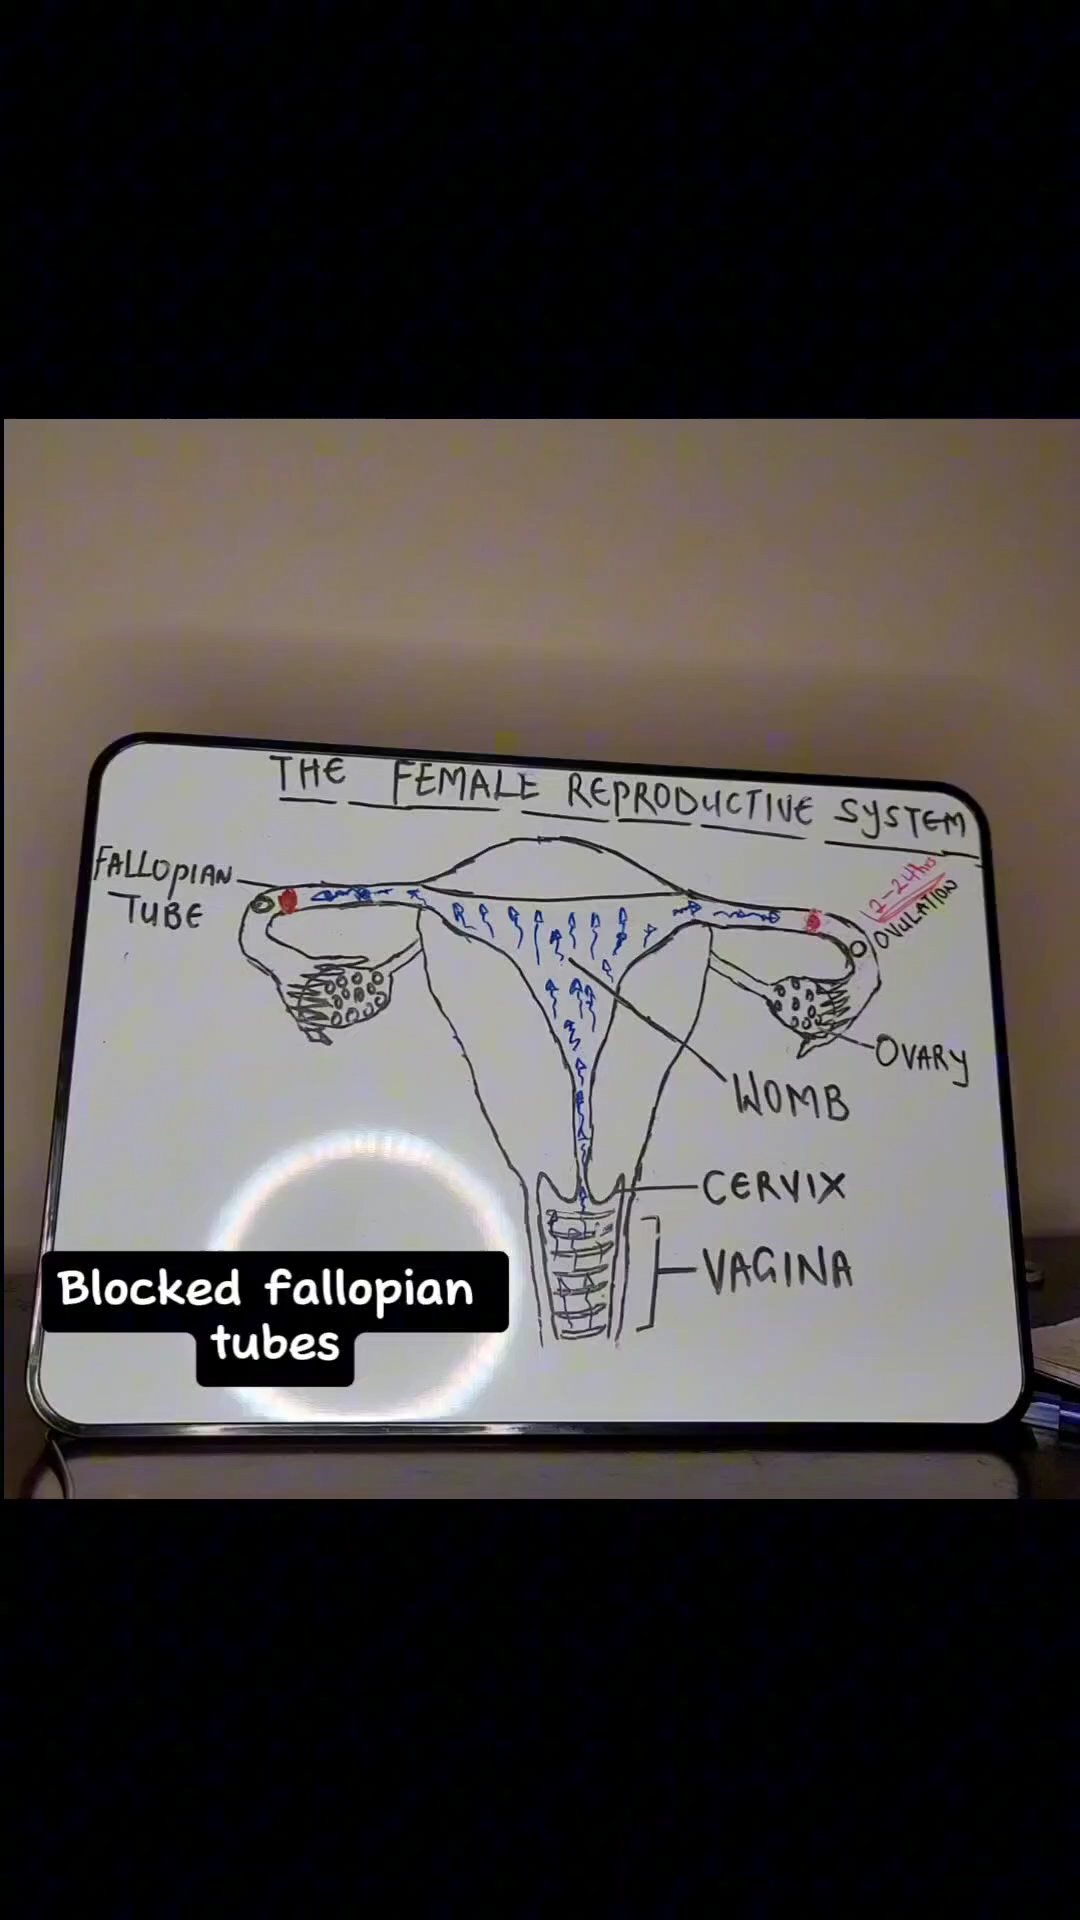 THE FEMALE REPRODUCTIVE SYSTEM
FALLOPIAN
TUBE
12-24hrs
OVULATION
OVARY
WOMB
CERVIX
VAGINA
Blocked fallopian
tubes